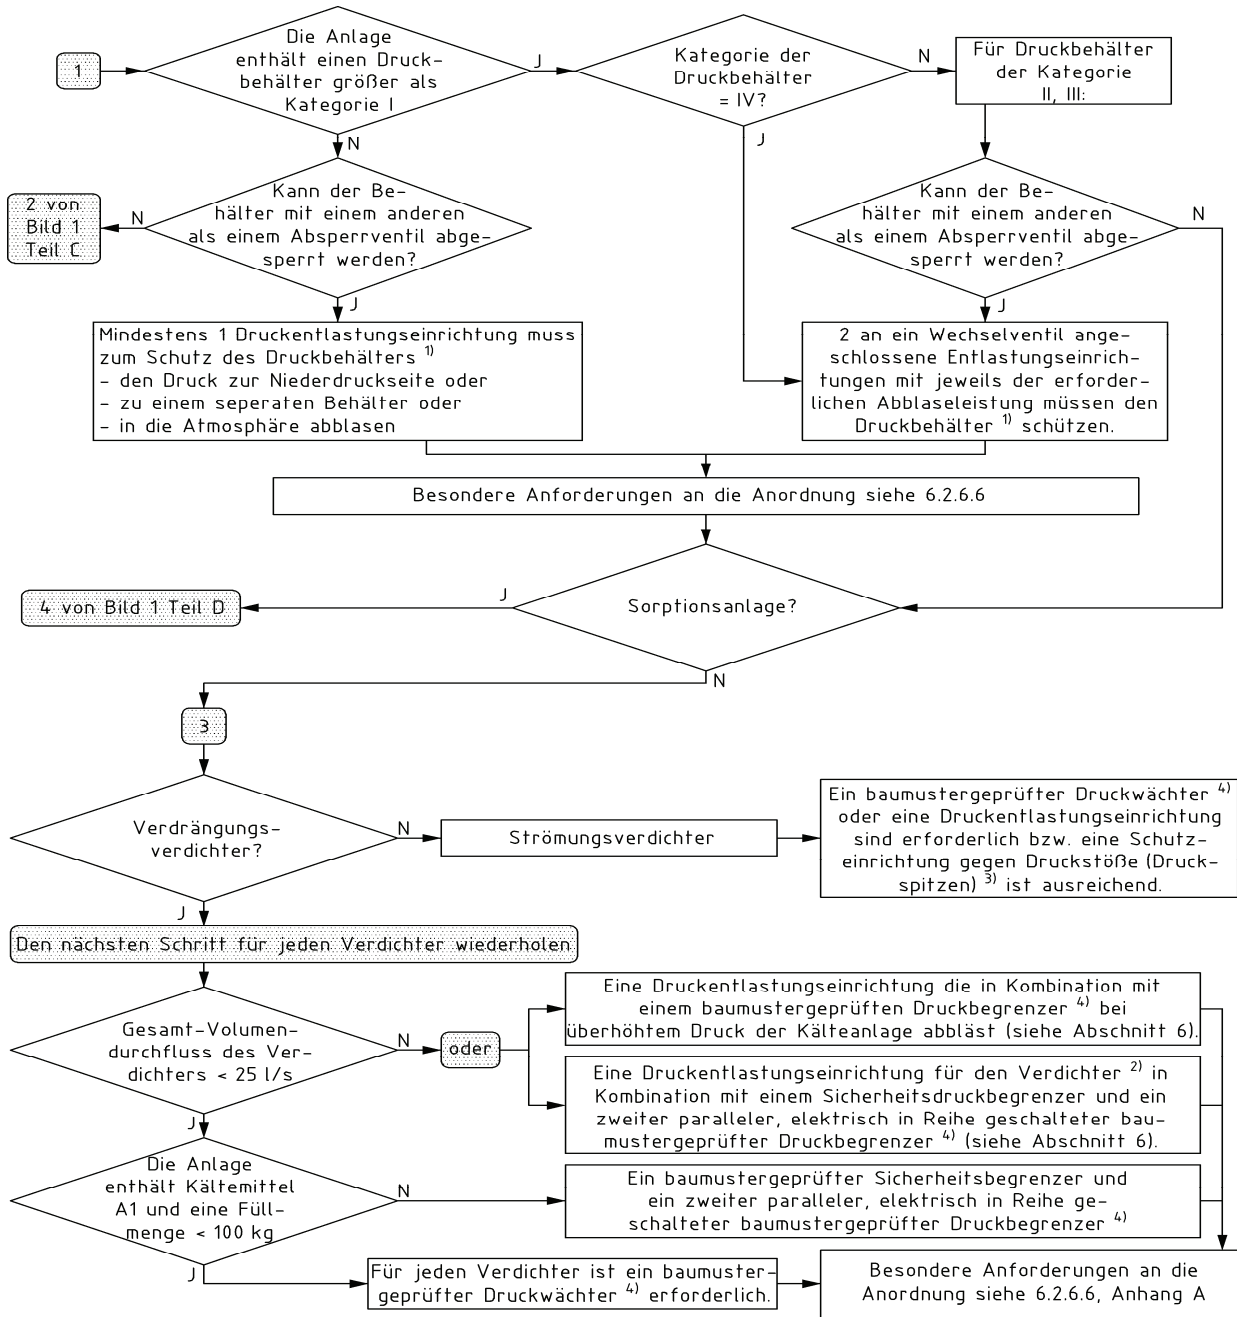 1
Die Anlage
enthält einen Druck-
behälter größer als
Kategorie I
J
N
Kategorie der
Druckbehälter
= IV?
N
J
Für Druckbehälter
der Kategorie
II, III:
2 von
Bild 1
Teil C
N
Kann der Be-
hälter mit einem anderen
als einem Absperrventil abge-
sperrt werden?
J
Kann der Be-
hälter mit einem anderen
als einem Absperrventil abge-
sperrt werden?
N
J
Mindestens 1 Druckentlastungseinrichtung muss
zum Schutz des Druckbehälters 1)
- den Druck zur Niederdruckseite oder
- zu einem seperaten Behälter oder
- in die Atmosphäre abblasen
2 an ein Wechselventil ange-
schlossene Entlastungseinrich-
tungen mit jeweils der erforder-
lichen Abblaseleistung müssen den
Druckbehälter 1) schützen.
Besondere Anforderungen an die Anordnung siehe 6.2.6.6
4 von Bild 1 Teil D
J
Sorptionsanlage?
N
3
Verdrängungs-
verdichter?
N
J
Strömungsverdichter
Ein baumustergeprüfter Druckwächter 4)
oder eine Druckentlastungseinrichtung
sind erforderlich bzw. eine Schutz-
einrichtung gegen Druckstöße (Druck-
spitzen) 3) ist ausreichend.
Den nächsten Schritt für jeden Verdichter wiederholen
Gesamt-Volumen-
durchfluss des Ver-
dichters < 25 l/s
N
J
oder
Eine Druckentlastungseinrichtung die in Kombination mit
einem baumustergeprüften Druckbegrenzer 4) bei
überhöhtem Druck der Kälteanlage abbläst (siehe Abschnitt 6).
Eine Druckentlastungseinrichtung für den Verdichter 2) in
Kombination mit einem Sicherheitsdruckbegrenzer und ein
zweiter paralleler, elektrisch in Reihe geschalteter bau-
mustergeprüfter Druckbegrenzer 4) (siehe Abschnitt 6).
Die Anlage
enthält Kältemittel
A1 und eine Füll-
menge < 100 kg
N
J
Ein baumustergeprüfter Sicherheitsbegrenzer und
ein zweiter paralleler, elektrisch in Reihe ge-
schalteter baumustergeprüfter Druckbegrenzer 4)
Für jeden Verdichter ist ein baumuster-
geprüfter Druckwächter 4) erforderlich.
Besondere Anforderungen an die
Anordnung siehe 6.2.6.6, Anhang A